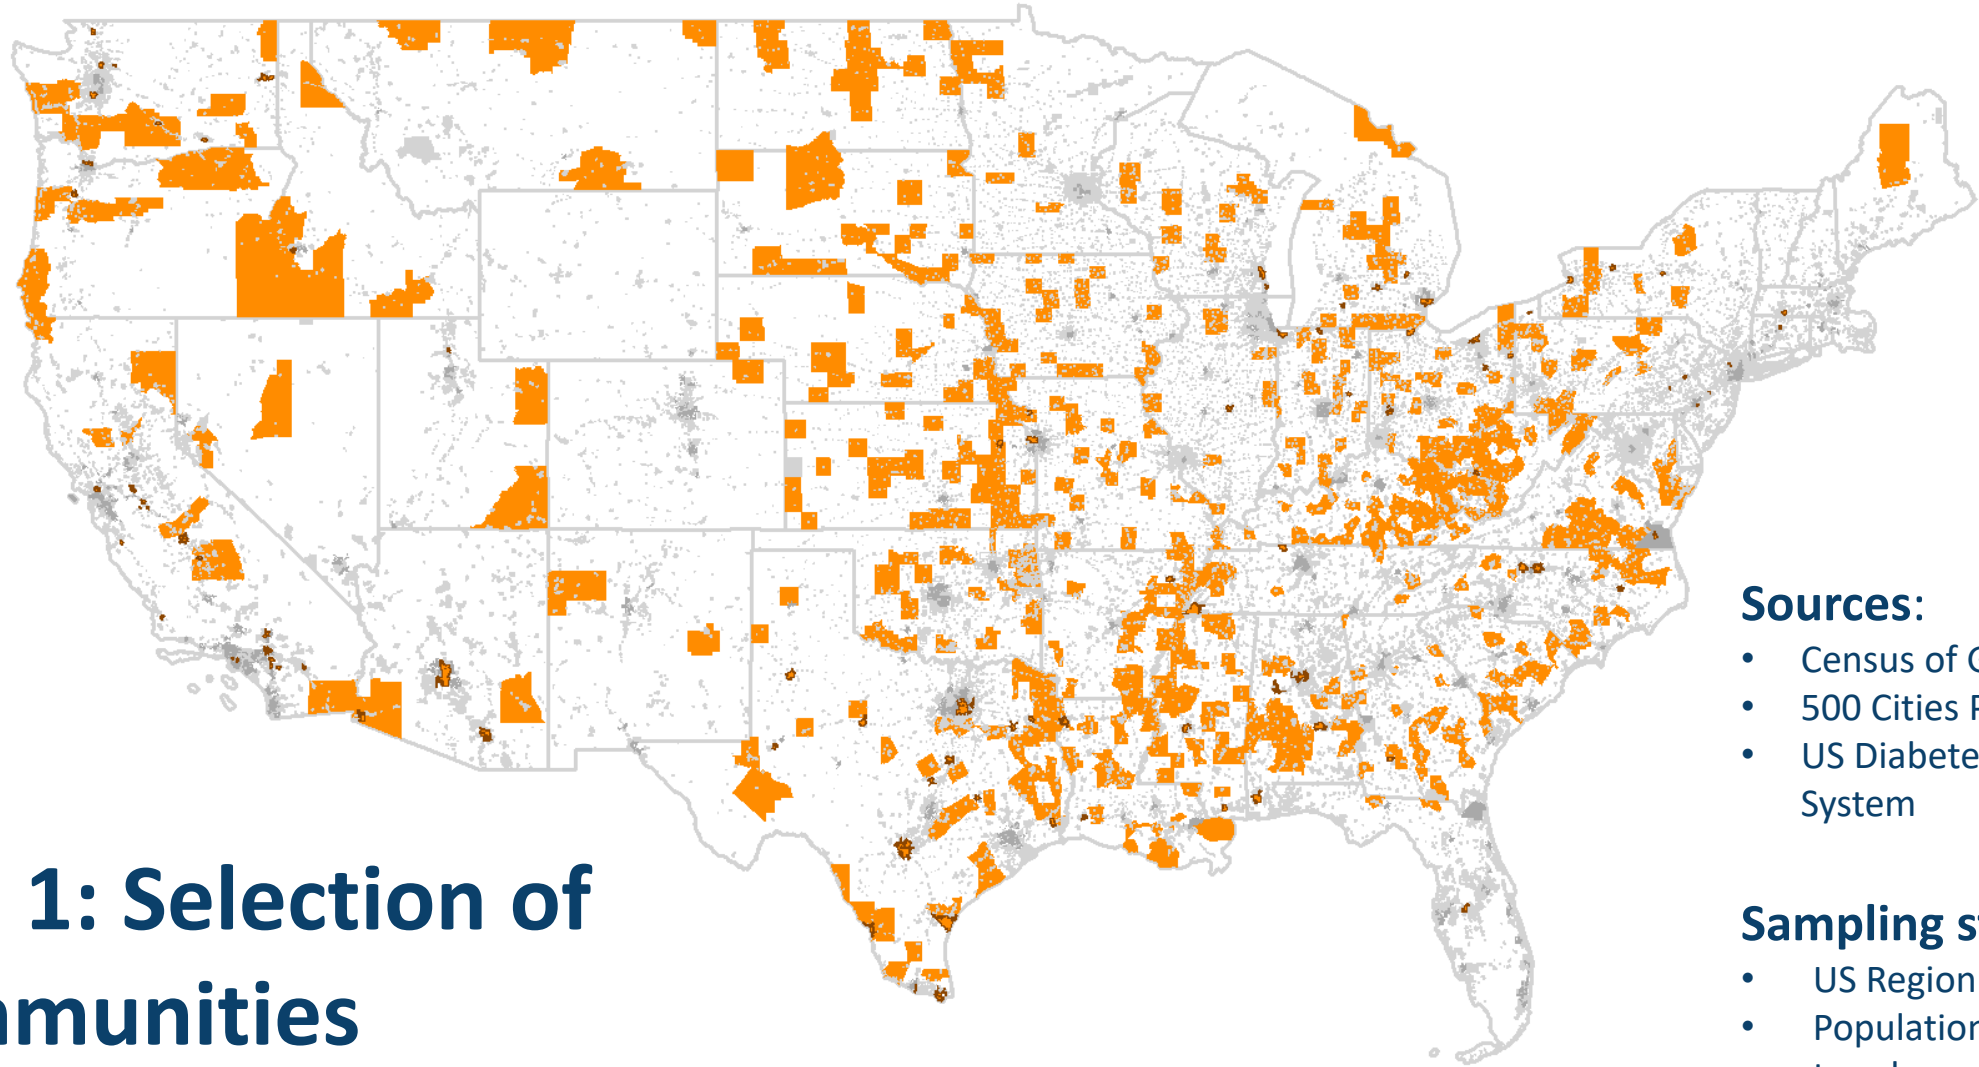 1: Selection of
munities
Sources:
• Census of
• 500 Cities
• US Diabete
System
Sampling
• US Region
• Population